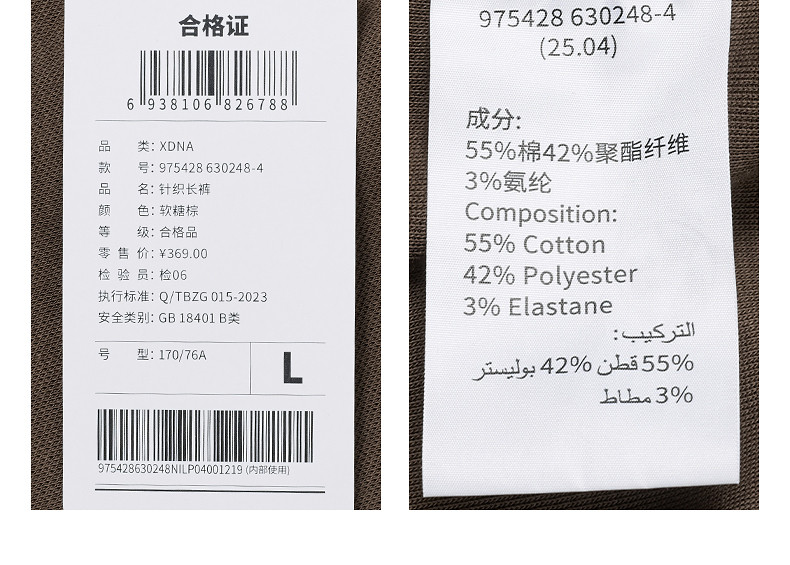 合格证
6 938106 826788
品 类: XDNA
款 号: 975428 630248-4
品 名: 针织长裤
颜 色: 软糖棕
等 级: 合格品
零 售 价: ¥369.00
检 验 员: 检06
执行标准: Q/TBZG 015-2023
安全类别: GB 18401 B类
号 型: 170/76A
L
975428630248NILP04001219 (内部使用)
975428 630248-4
(25.04)
成分:
55%棉42%聚酯纤维
3%氨纶
Composition:
55% Cotton
42% Polyester
3% Elastane
التركيب:
55% قطن 42% بوليستر
3% مطاط